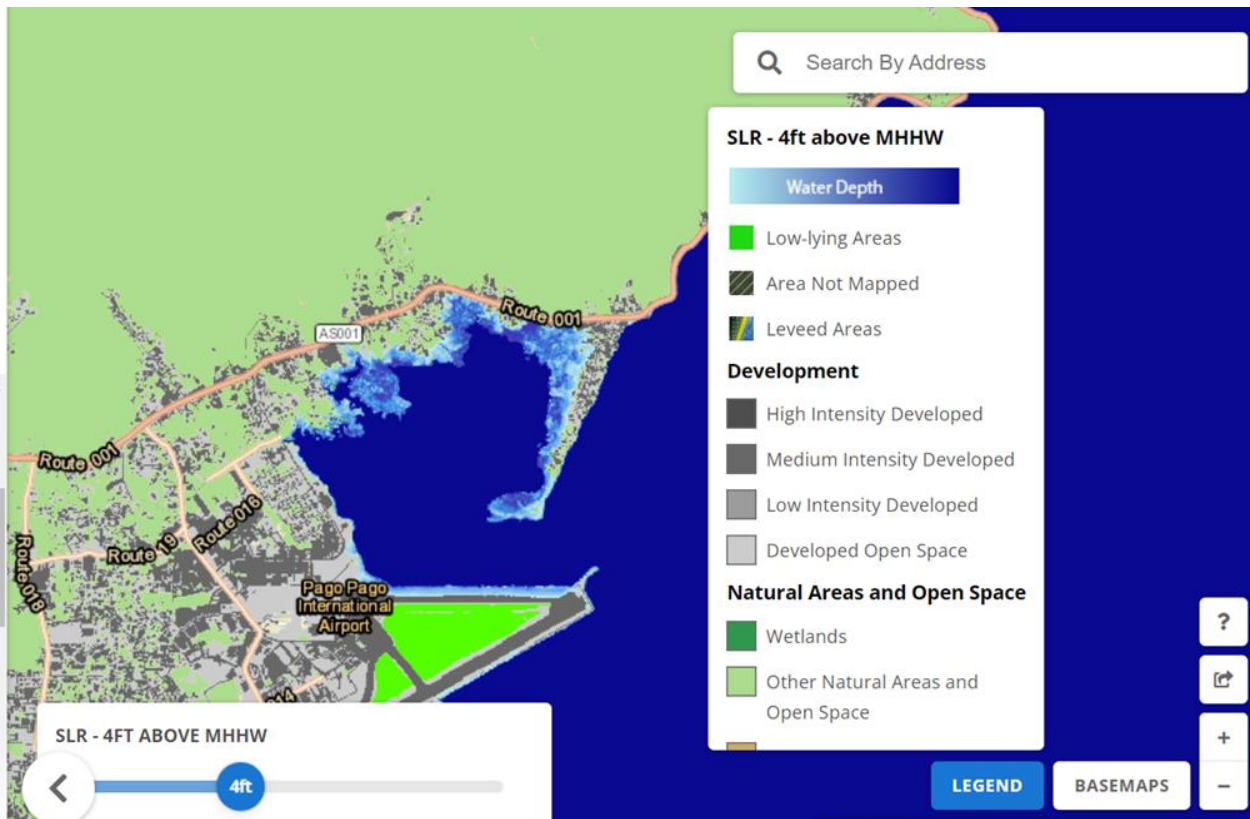 Search By Address
SLR - 4ft above MHHW
Water Depth
Low-lying Areas
Area Not Mapped
Leveed Areas
Development
High Intensity Developed
Medium Intensity Developed
Low Intensity Developed
Developed Open Space
Natural Areas and Open Space
Wetlands
Other Natural Areas and
Open Space
Route 001
AS001
Route 001
Route 016
Route 19
Route 018
Pago Pago
International
Airport
014
SLR - 4FT ABOVE MHHW
4ft
LEGEND
BASEMAPS
?
+
−